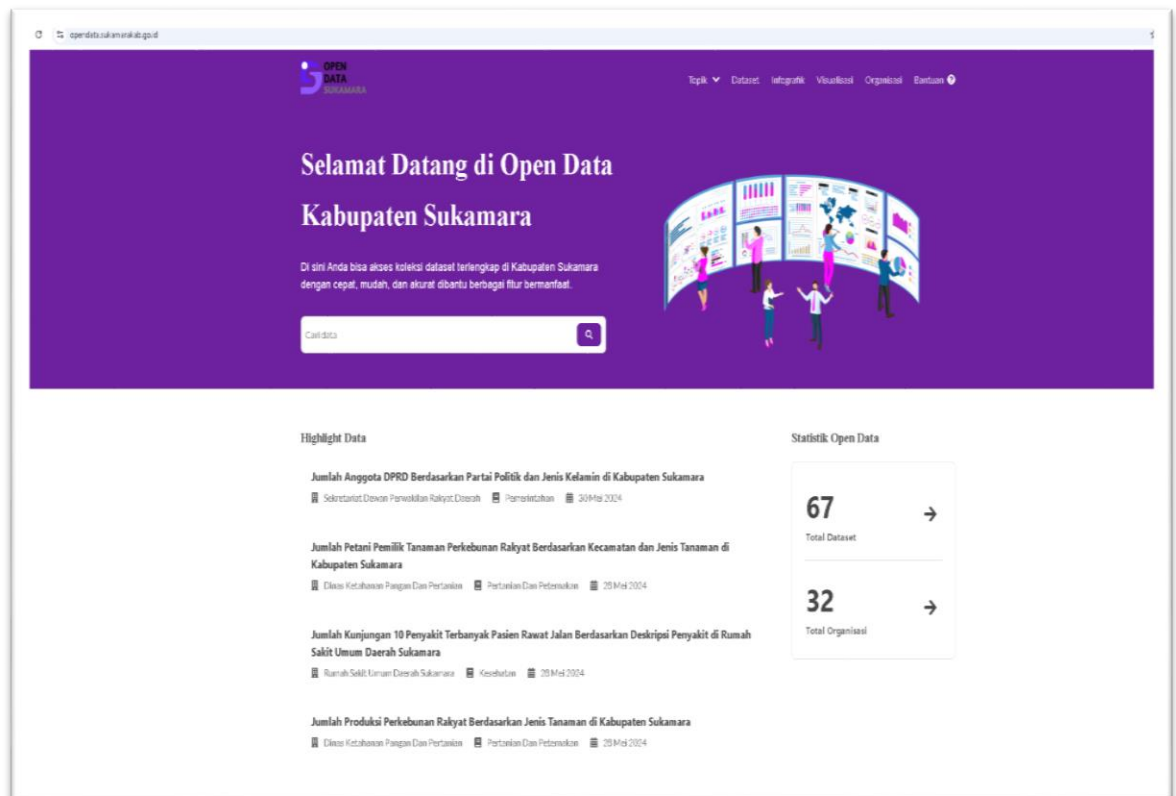 opendata.sukamarakab.go.id
OPEN
DATA
SUKAMARA
Topik Dataset Infografik Visualisasi Organisasi Bantuan
Selamat Datang di Open Data
Kabupaten Sukamara
Di sini Anda bisa akses koleksi dataset terlengkap di Kabupaten Sukamara
dengan cepat, mudah, dan akurat dibantu berbagai fitur bermanfaat.
Cari data
Highlight Data
Jumlah Anggota DPRD Berdasarkan Partai Politik dan Jenis Kelamin di Kabupaten Sukamara
Sekretariat Dewan Perwakilan Rakyat Daerah Pemerintahan 30 Mei 2024
Jumlah Petani Pemilik Tanaman Perkebunan Rakyat Berdasarkan Kecamatan dan Jenis Tanaman di
Kabupaten Sukamara
Dinas Ketahanan Pangan Dan Pertanian Pertanian Dan Peternakan Mei 2024
Jumlah Kunjungan 10 Penyakit Terbanyak Pasien Rawat Jalan Berdasarkan Deskripsi Penyakit di Rumah
Sakit Umum Daerah Sukamara
Rumah Sakit Umum Daerah Sukamara Kesehatan Mei 2024
Jumlah Produksi Perkebunan Rakyat Berdasarkan Jenis Tanaman di Kabupaten Sukamara
Dinas Ketahanan Pangan Dan Pertanian Pertanian Dan Peternakan Mei 2024
Statistik Open Data
67
Total Dataset
32
Total Organisasi